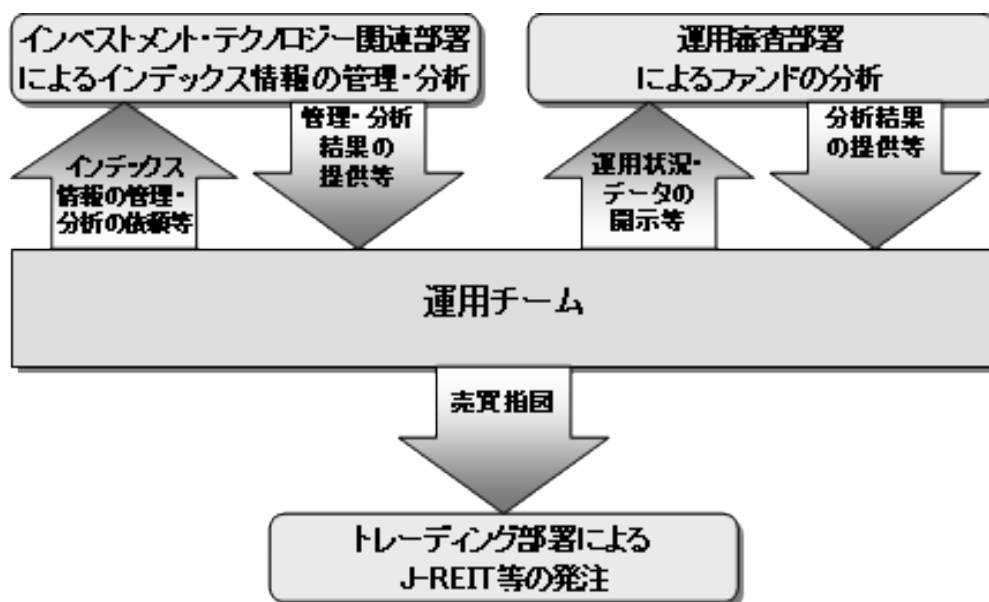 インベストメント・テクノロジー関連部署
によるインデックス情報の管理・分析
運用審査部署
によるファンドの分析
インデックス
情報の管理・
分析の依頼等
管理・分析
結果の
提供等
運用状況・
データの
開示等
分析結果
の提供等
運用チーム
売買指図
トレーディング部署による
J-REIT等の発注